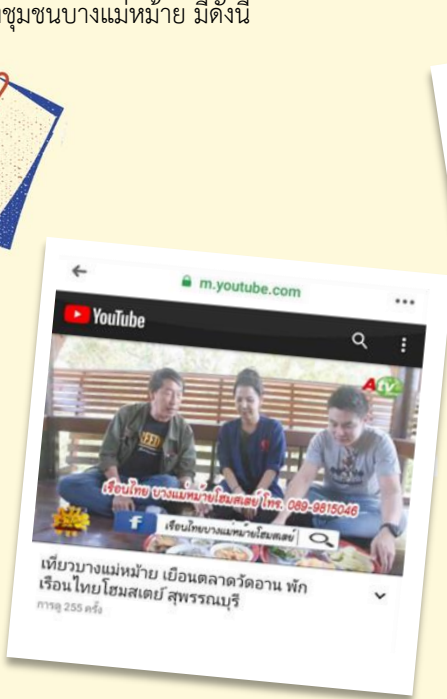 ชุมชนบางแม่หม้าย มีดังนี้
m.youtube.com
YouTube
Atv
เรือนไทย บางแม่หม้ายโฮมสเตย์ โทร. 089-9815046
f เรือนไทยบางแม่หม้ายโฮมสเตย์
เที่ยวบางแม่หม้าย เยือนตลาดวัดอาน พัก
เรือนไทยโฮมสเตย์ สุพรรณบุรี
การดู 255 ครั้ง